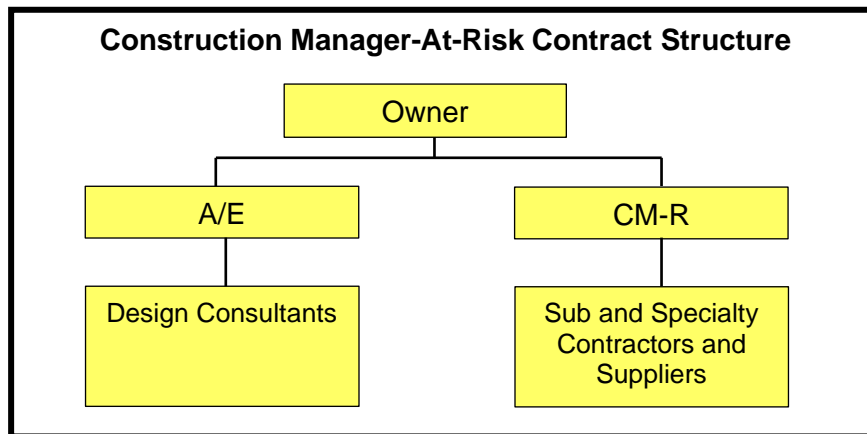 Construction Manager-At-Risk Contract Structure
Owner
A/E
CM-R
Design Consultants
Sub and Specialty
Contractors and
Suppliers